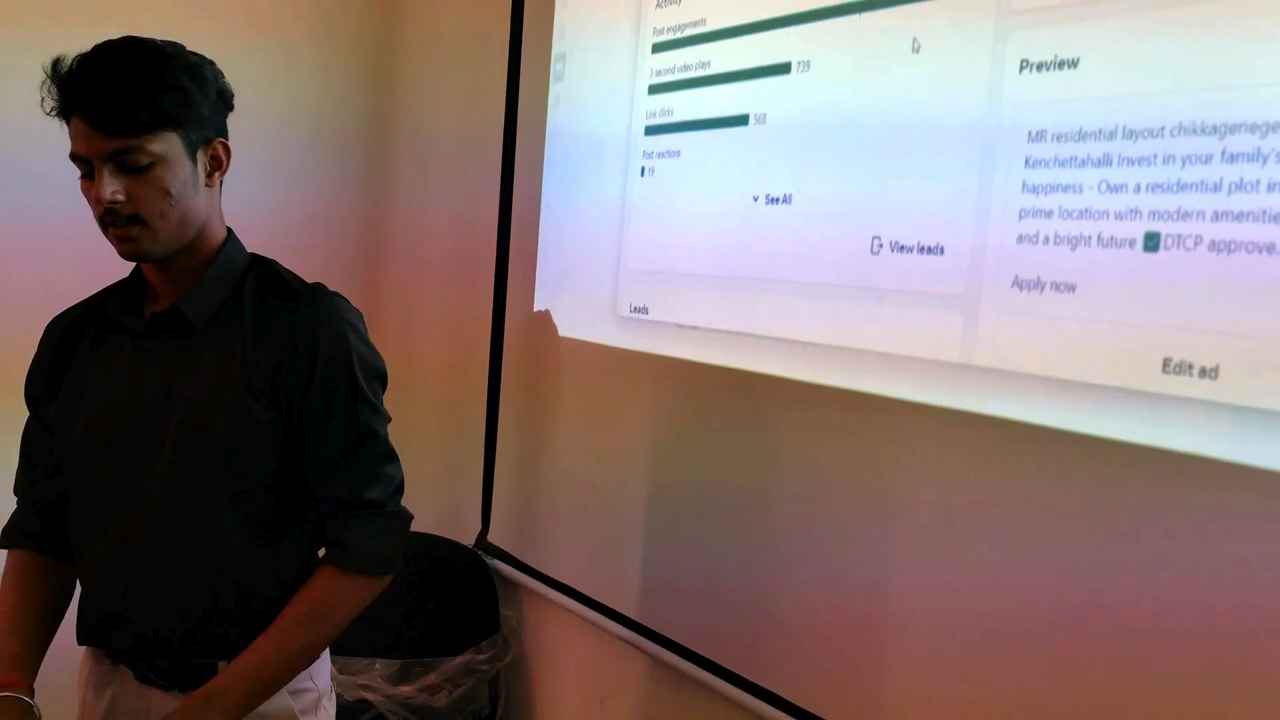 Activity
Post engagements
3-second video plays
739
Link clicks
568
Post reactions
19
See All
View leads
Leads
Preview
MR residential layout chikkagenege
Kenchettahalli Invest in your family's
happiness - Own a residential plot in
prime location with modern amenitie
and a bright future ✅ DTCP approve.
Apply now
Edit ad